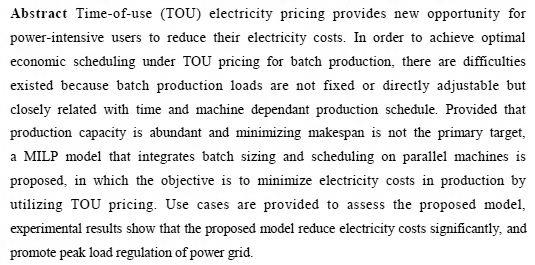 Abstract Time-of-use (TOU) electricity pricing provides new opportunity for
power-intensive users to reduce their electricity costs. In order to achieve optimal
economic scheduling under TOU pricing for batch production, there are difficulties
existed because batch production loads are not fixed or directly adjustable but
closely related with time and machine dependant production schedule. Provided that
production capacity is abundant and minimizing makespan is not the primary target,
a MILP model that integrates batch sizing and scheduling on parallel machines is
proposed, in which the objective is to minimize electricity costs in production by
utilizing TOU pricing. Use cases are provided to assess the proposed model,
experimental results show that the proposed model reduce electricity costs significantly, and
promote peak load regulation of power grid.